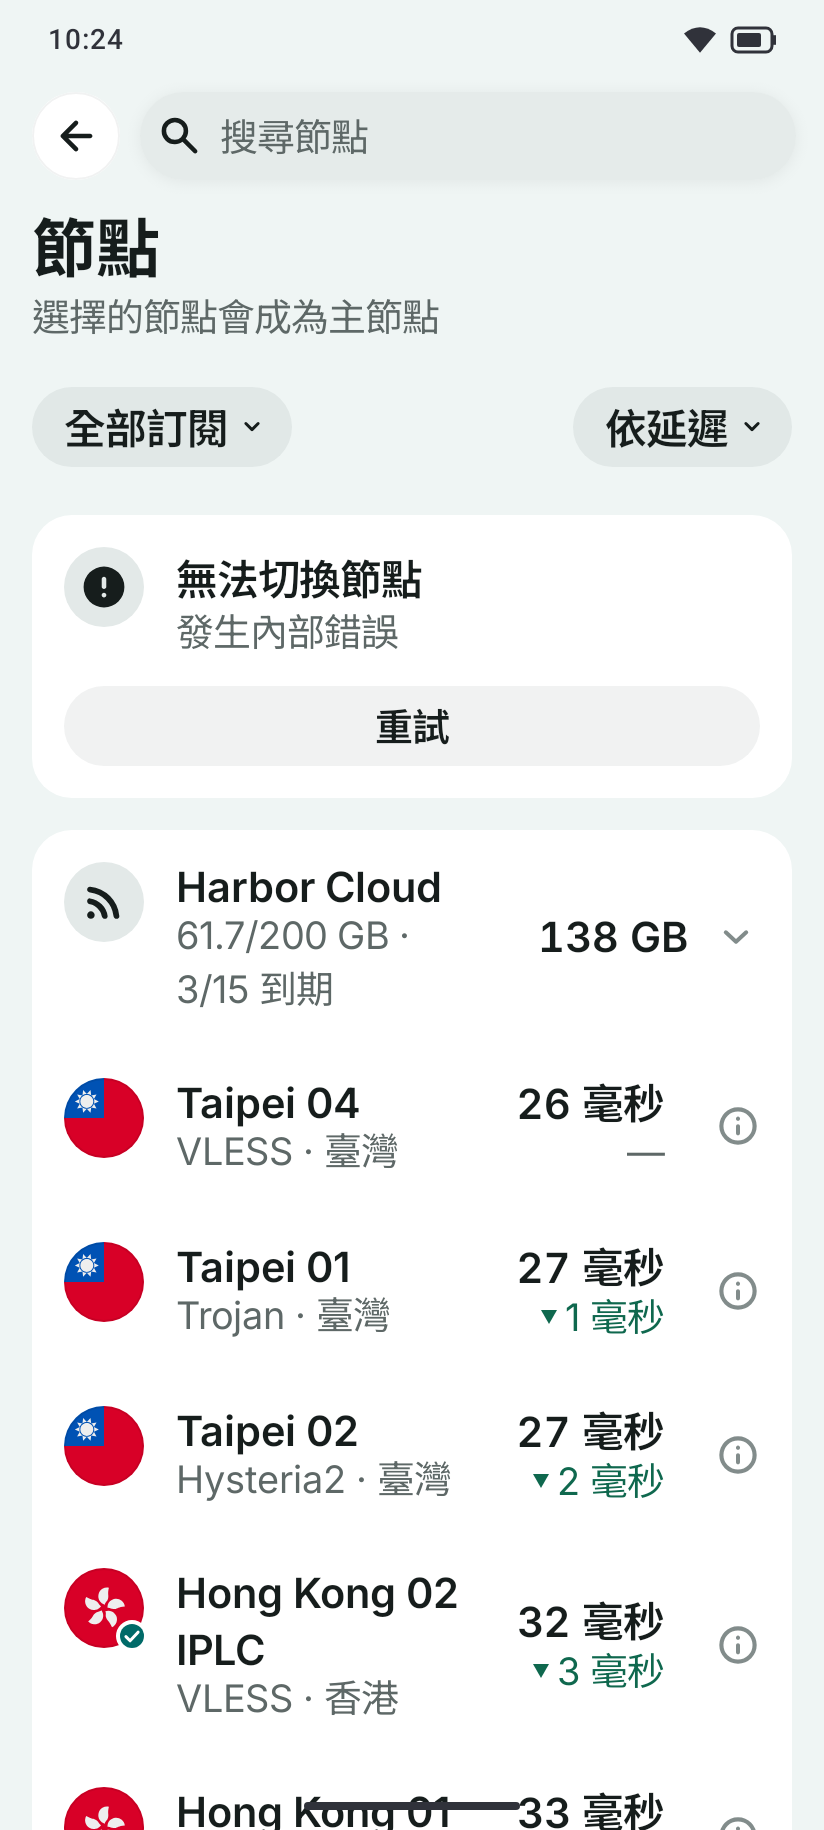 10:24
搜尋節點
節點
選擇的節點會成為主節點
全部訂閱
依延遲
無法切換節點
發生內部錯誤
重試
Harbor Cloud
61.7/200 GB ·
3/15 到期
138 GB
Taipei 04
VLESS · 臺灣
26 毫秒
—
Taipei 01
Trojan · 臺灣
27 毫秒
▼1 毫秒
Taipei 02
Hysteria2 · 臺灣
27 毫秒
▼2 毫秒
Hong Kong 02
IPLC
VLESS · 香港
32 毫秒
▼3 毫秒
Hong Kong 01
33 毫秒